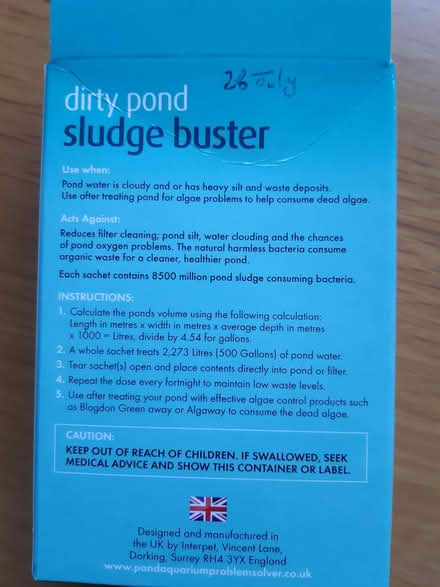 28 July
dirty pond
sludge buster
Use when:
Pond water is cloudy and or has heavy silt and waste deposits.
Use after treating pond for algae problems to help consume dead algae.
Acts Against:
Reduces filter cleaning; pond silt, water clouding and the chances
of pond oxygen problems. The natural harmless bacteria consume
organic waste for a cleaner, healthier pond.
Each sachet contains 8500 million pond sludge consuming bacteria.
INSTRUCTIONS:
1. Calculate the ponds volume using the following calculation:
Length in metres x width in metres x average depth in metres
x 1000 = Litres, divide by 4.54 for gallons.
2. A whole sachet treats 2,273 Litres (500 Gallons) of pond water.
3. Tear sachet(s) open and place contents directly into pond or filter.
4. Repeat the dose every fortnight to maintain low waste levels.
5. Use after treating your pond with effective algae control products such
as Blagdon Green away or Algaway to consume the dead algae.
CAUTION:
KEEP OUT OF REACH OF CHILDREN. IF SWALLOWED, SEEK
MEDICAL ADVICE AND SHOW THIS CONTAINER OR LABEL.
Designed and manufactured in
the UK by Interpet, Vincent Lane,
Dorking, Surrey RH4 3YX England
www.pondaquariumproblemsolver.co.uk